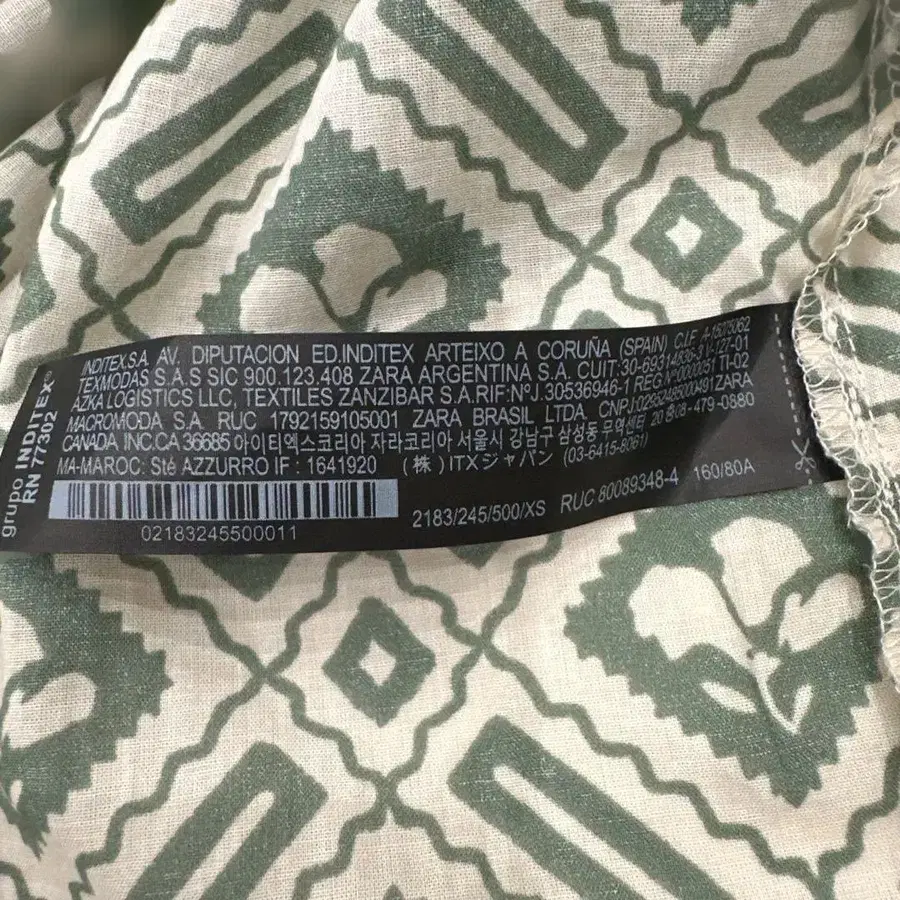 grupo INDITEX
RN 77302
INDITEX.S.A. AV. DIPUTACION ED.INDITEX ARTEIXO A CORUÑA (SPAIN) C.I.F. A-15075062
TEXMODAS S.A.S SIC 900.123.408 ZARA ARGENTINA S.A. CUIT: 30-69314836-3
AZKA LOGISTICS LLC, TEXTILES ZANZIBAR S.A.RIF:N°J.30536946-1 REG.N°0000051 TI-02
MACROMODA S.A. RUC 1792159105001 ZARA BRASIL LTDA. CNPJ: ZARA
CANADA INC.CA 36685 아이티엑스코리아 자라코리아 서울시 강남구 삼성동 무역센터 208-479-0880
MA-MAROC: Sté AZZURRO IF : 1641920 (株) ITXジャパン (03-6415-8061)
02183245500011
2183/245/500/XS RUC 80089348-4 160/80A